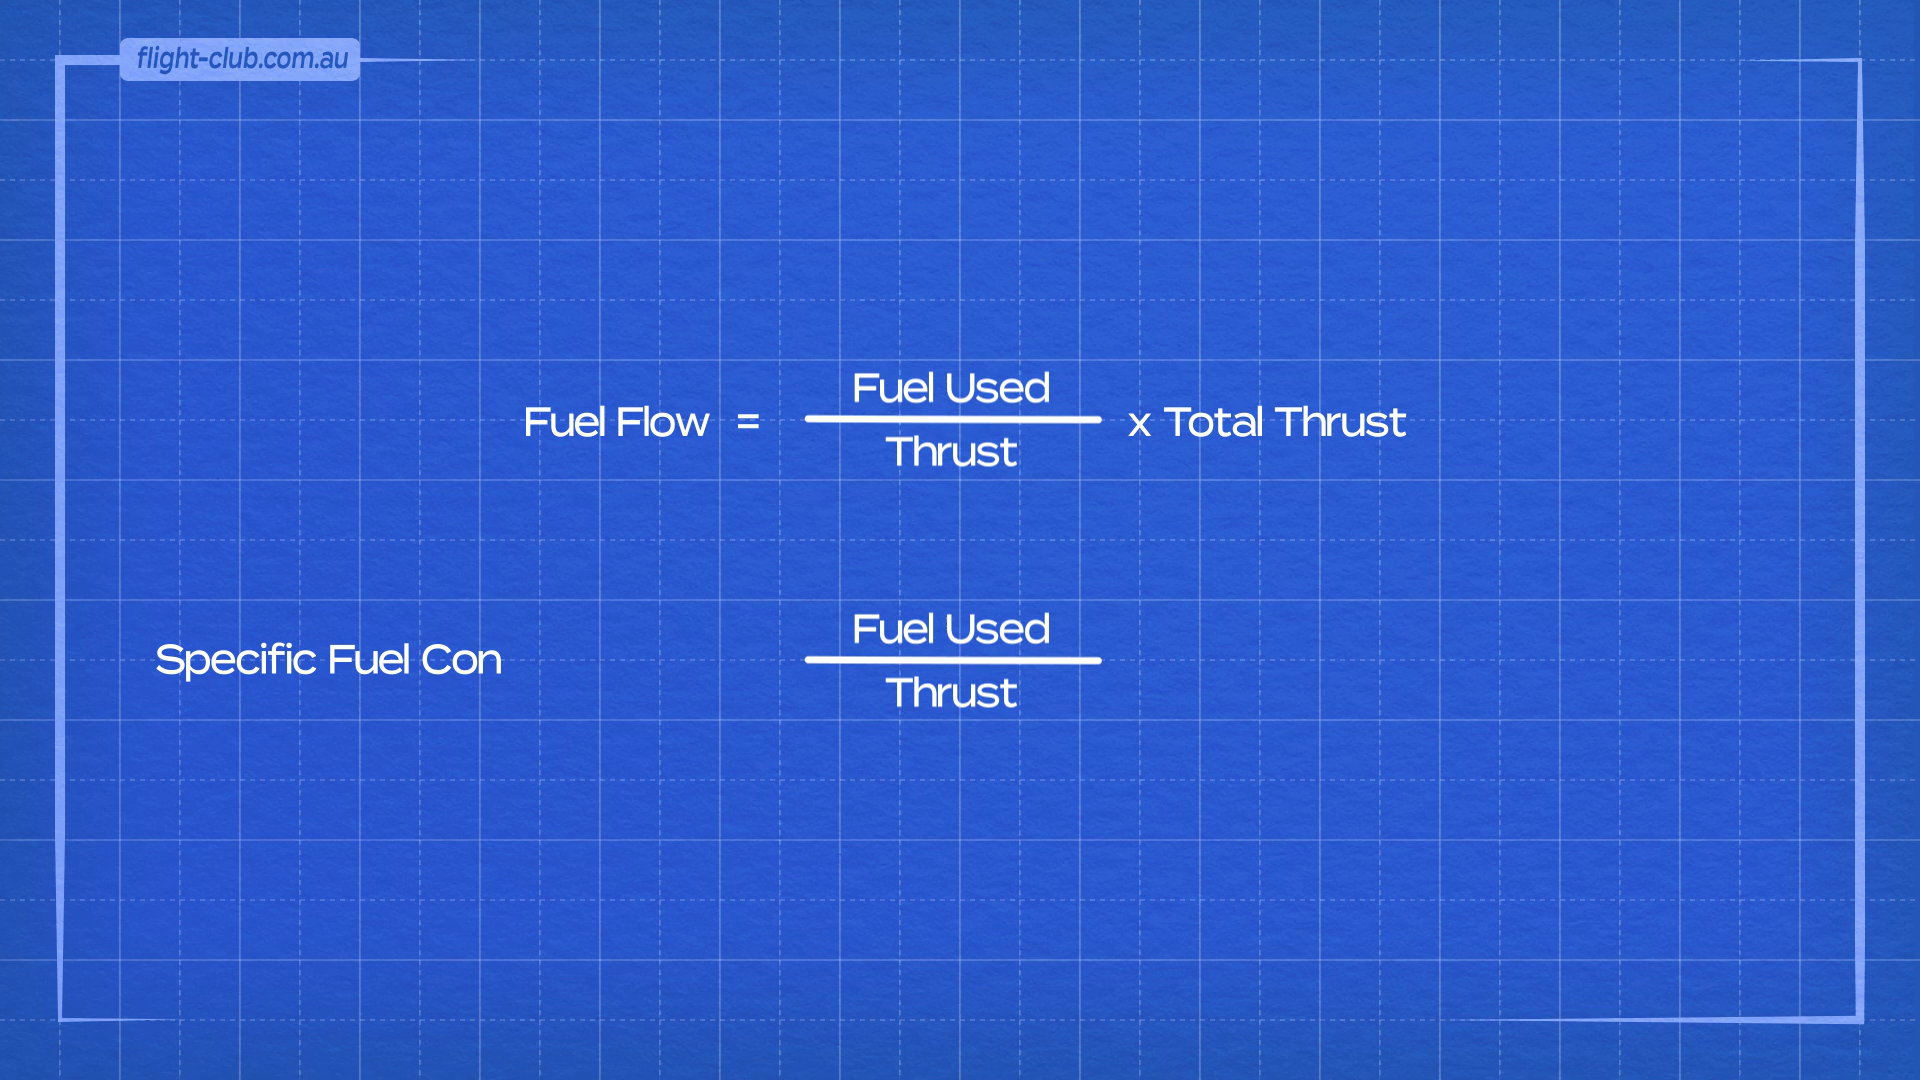 flight-club.com.au
Fuel Flow = Fuel Used
Thrust
x Total Thrust
Specific Fuel Con
Fuel Used
Thrust